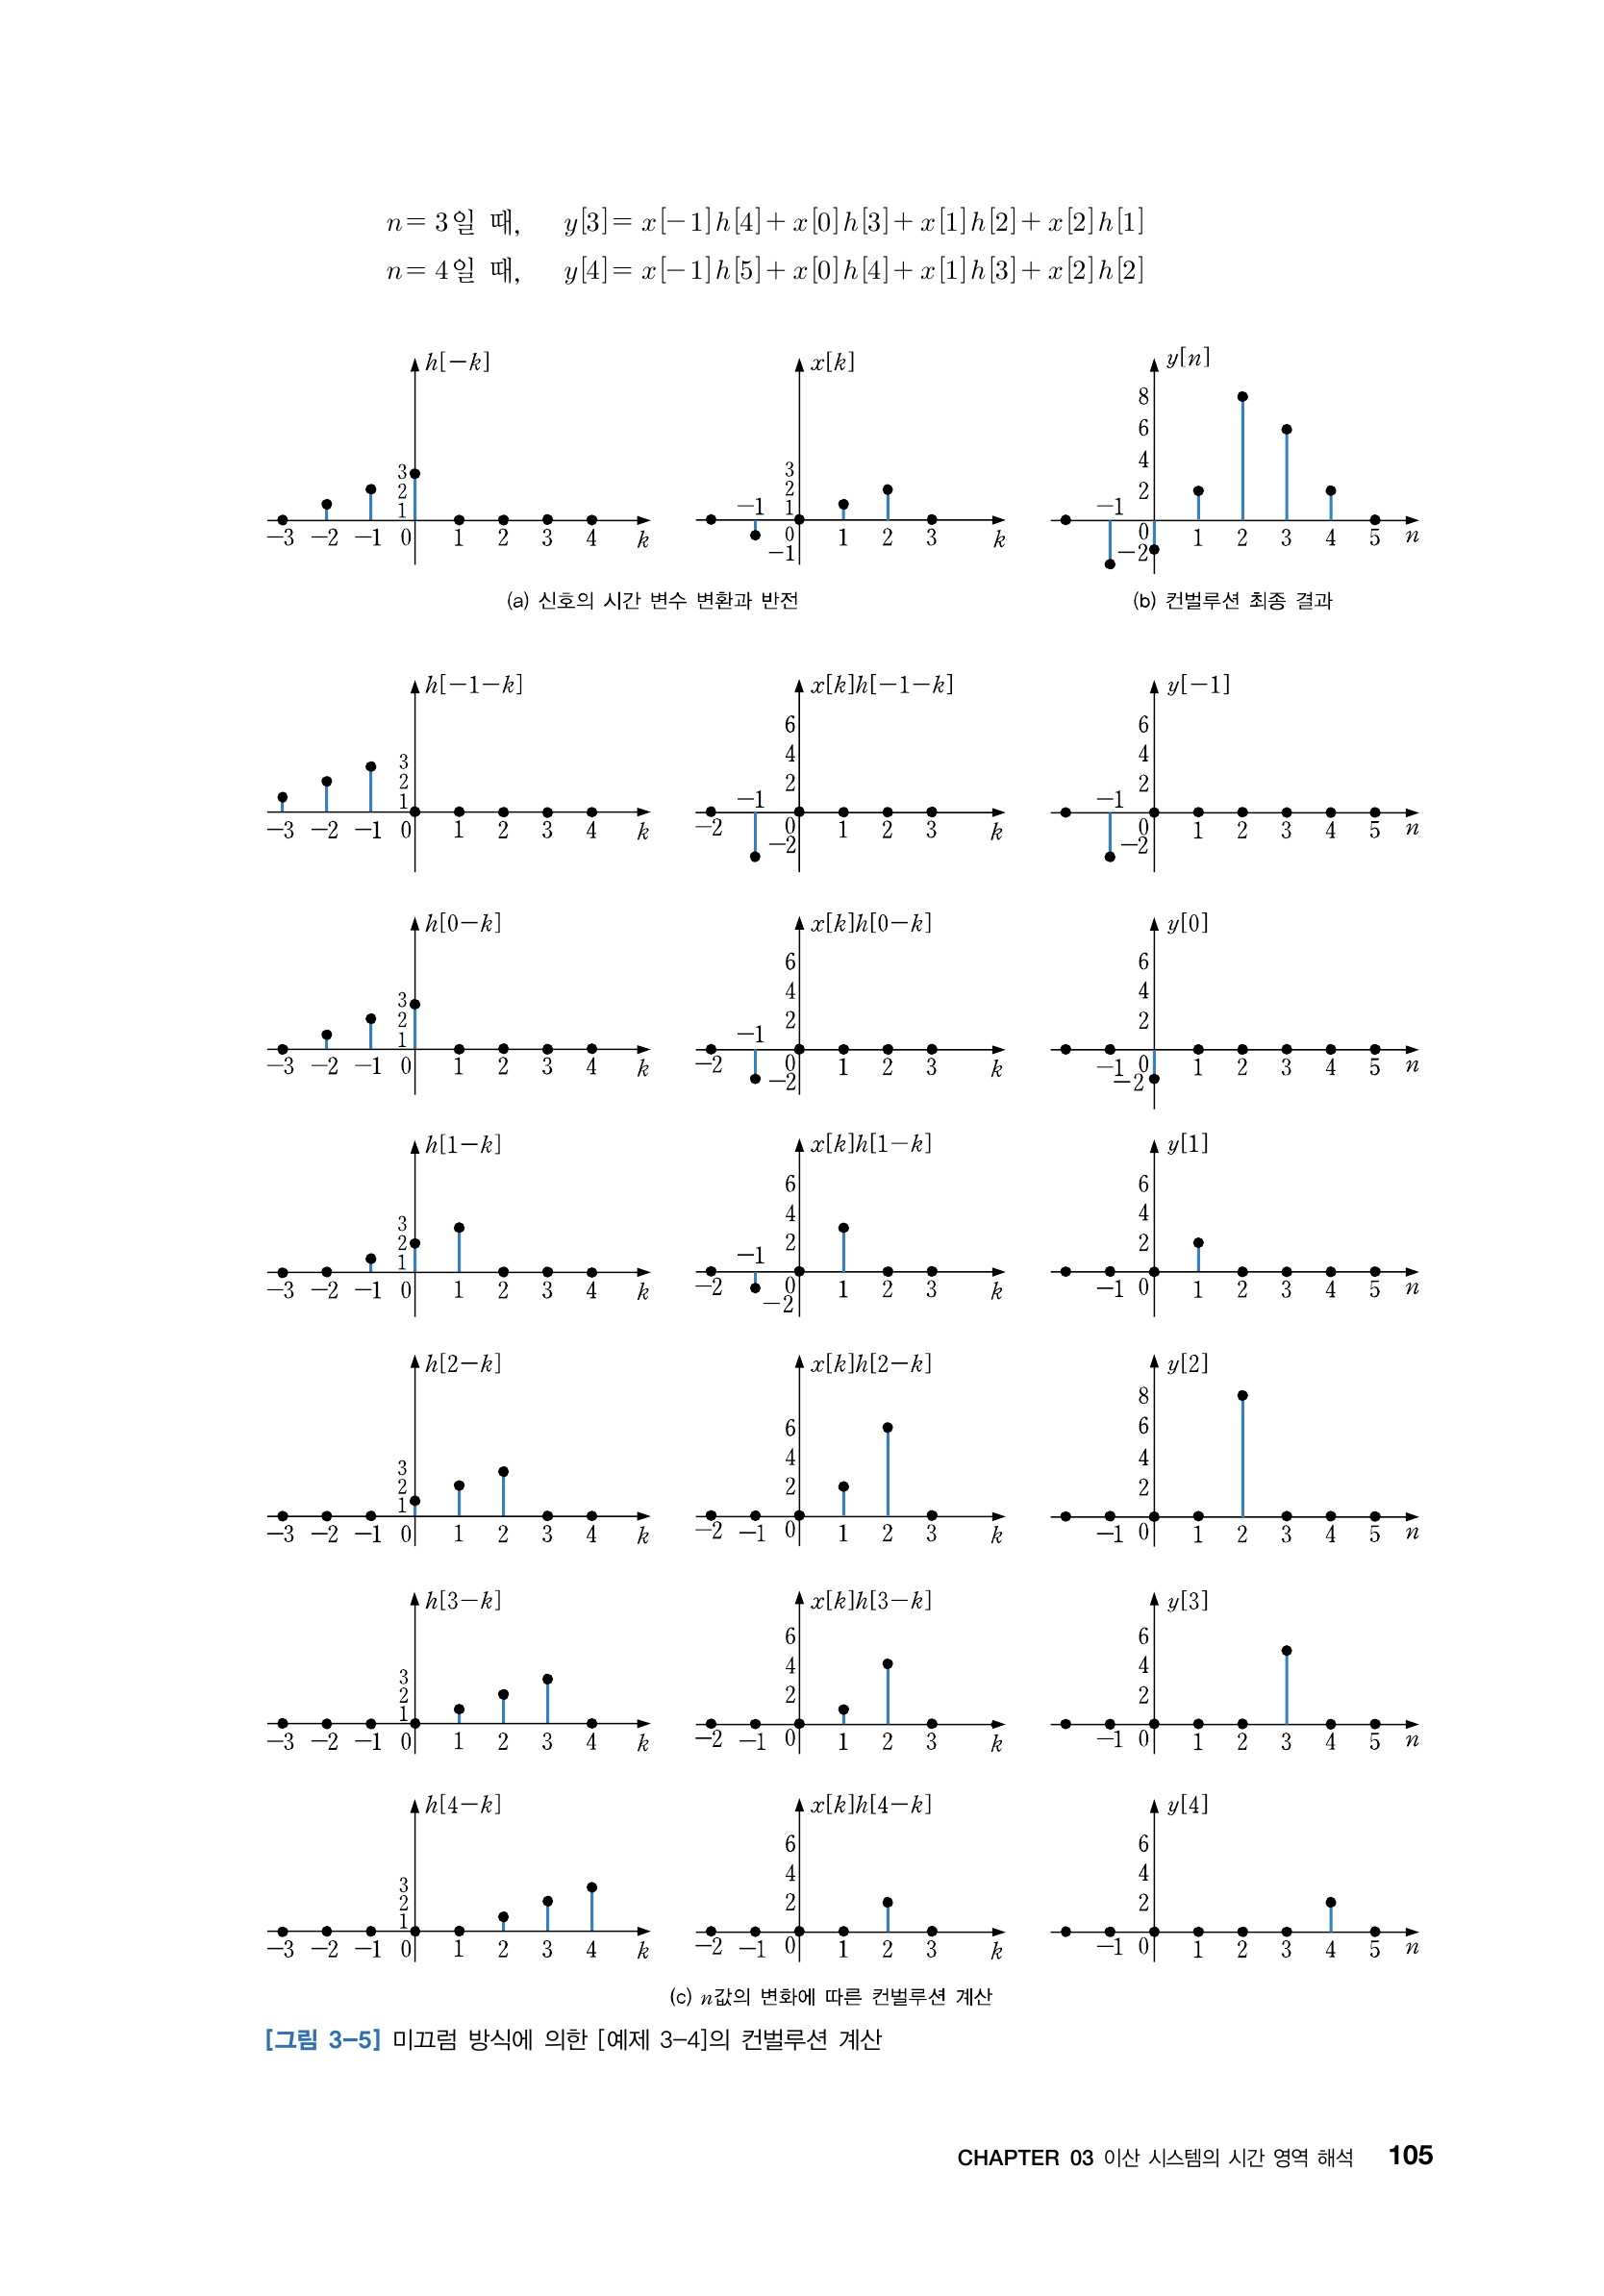 n = 3일 때, y[3] = x[−1]h[4] + x[0]h[3] + x[1]h[2] + x[2]h[1]
n = 4일 때, y[4] = x[−1]h[5] + x[0]h[4] + x[1]h[3] + x[2]h[2]
h[−k]
3
2
1
−3 −2 −1 0 1 2 3 4 k
x[k]
3
2
1
−1
0 1 2 3 k
−1
y[n]
8
6
4
2
−1
0 1 2 3 4 5 n
−2
(a) 신호의 시간 변수 변환과 반전
(b) 컨벌루션 최종 결과
h[−1−k]
3
2
1
−3 −2 −1 0 1 2 3 4 k
x[k]h[−1−k]
6
4
2
−1
−2 0 1 2 3 k
−2
y[−1]
6
4
2
−1
0 1 2 3 4 5 n
−2
h[0−k]
3
2
1
−3 −2 −1 0 1 2 3 4 k
x[k]h[0−k]
6
4
2
−1
−2 0 1 2 3 k
−2
y[0]
6
4
2
−1 0 1 2 3 4 5 n
−2
h[1−k]
3
2
1
−3 −2 −1 0 1 2 3 4 k
x[k]h[1−k]
6
4
2
−1
−2 0 1 2 3 k
−2
y[1]
6
4
2
−1 0 1 2 3 4 5 n
h[2−k]
3
2
1
−3 −2 −1 0 1 2 3 4 k
x[k]h[2−k]
6
4
2
−2 −1 0 1 2 3 k
y[2]
8
6
4
2
−1 0 1 2 3 4 5 n
h[3−k]
3
2
1
−3 −2 −1 0 1 2 3 4 k
x[k]h[3−k]
6
4
2
−2 −1 0 1 2 3 k
y[3]
6
4
2
−1 0 1 2 3 4 5 n
h[4−k]
3
2
1
−3 −2 −1 0 1 2 3 4 k
x[k]h[4−k]
6
4
2
−2 −1 0 1 2 3 k
y[4]
6
4
2
−1 0 1 2 3 4 5 n
(c) n값의 변화에 따른 컨벌루션 계산
[그림 3−5] 미끄럼 방식에 의한 [예제 3−4]의 컨벌루션 계산
CHAPTER 03 이산 시스템의 시간 영역 해석 105